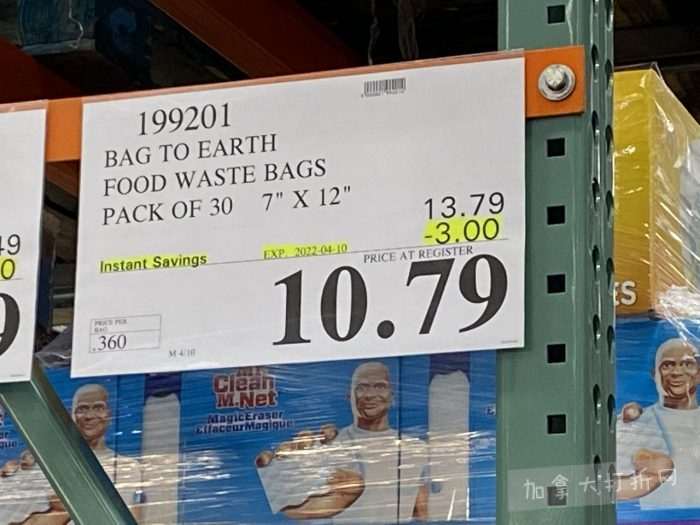 199201
BAG TO EARTH
FOOD WASTE BAGS
PACK OF 30 7" X 12"
13.79
-3.00
Instant Savings
EXP. 2022-04-10
PRICE AT REGISTER
10.79
PRICE PER
BAG
.360
M 4/10
49
0
9
Mr.
Clean
M.Net
MagicEraser
EffaceurMagique
ES
加拿大打折网